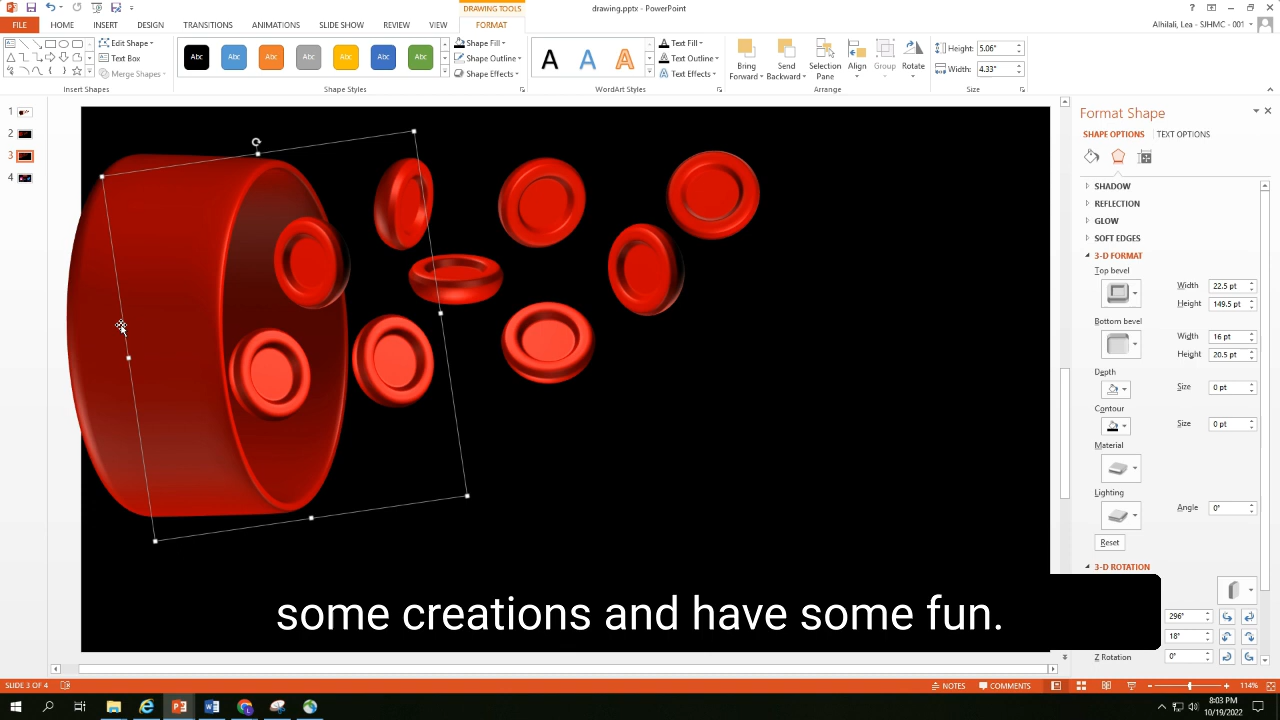 DRAWING TOOLS
drawing.pptx - PowerPoint
FILE HOME INSERT DESIGN TRANSITIONS ANIMATIONS SLIDE SHOW REVIEW VIEW FORMAT
Alhilali, Lea - SJHMC - 001
Edit Shape
Text Box
Merge Shapes
Insert Shapes
Abc Abc Abc Abc Abc Abc Abc
Shape Fill
Shape Outline
Shape Effects
Shape Styles
A A A
Text Fill
Text Outline
Text Effects
WordArt Styles
Bring Forward
Send Backward
Selection Pane
Align
Group
Rotate
Arrange
Height: 5.06"
Width: 4.33"
Size
1
2
3
4
Format Shape
SHAPE OPTIONS TEXT OPTIONS
SHADOW
REFLECTION
GLOW
SOFT EDGES
3-D FORMAT
Top bevel
Width 22.5 pt
Height 149.5 pt
Bottom bevel
Width 16 pt
Height 20.5 pt
Depth
Size 0 pt
Contour
Size 0 pt
Material
Lighting
Angle 0°
Reset
3-D ROTATION
296°
18°
Z Rotation 0°
some creations and have some fun.
SLIDE 3 OF 4
NOTES COMMENTS 114%
8:03 PM
10/19/2022